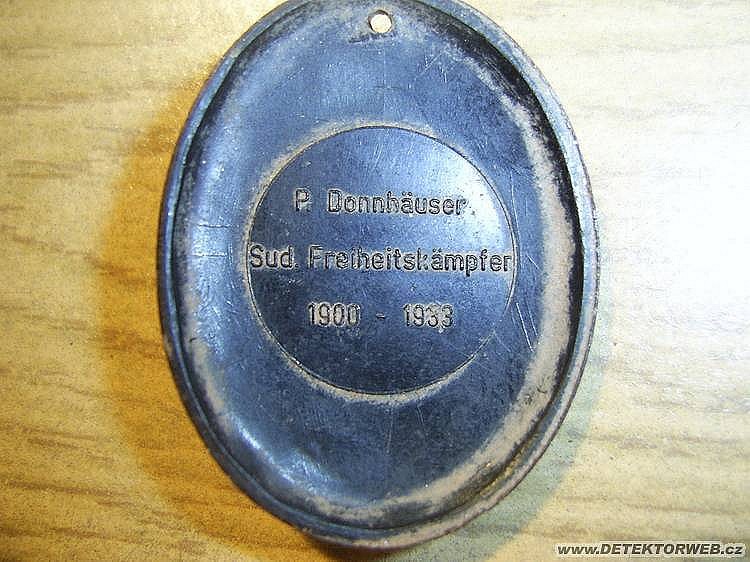 P. Donnhäuser
Sud. Freiheitskämpfer
1900 - 1933
www.DETEKTORWEB.cz